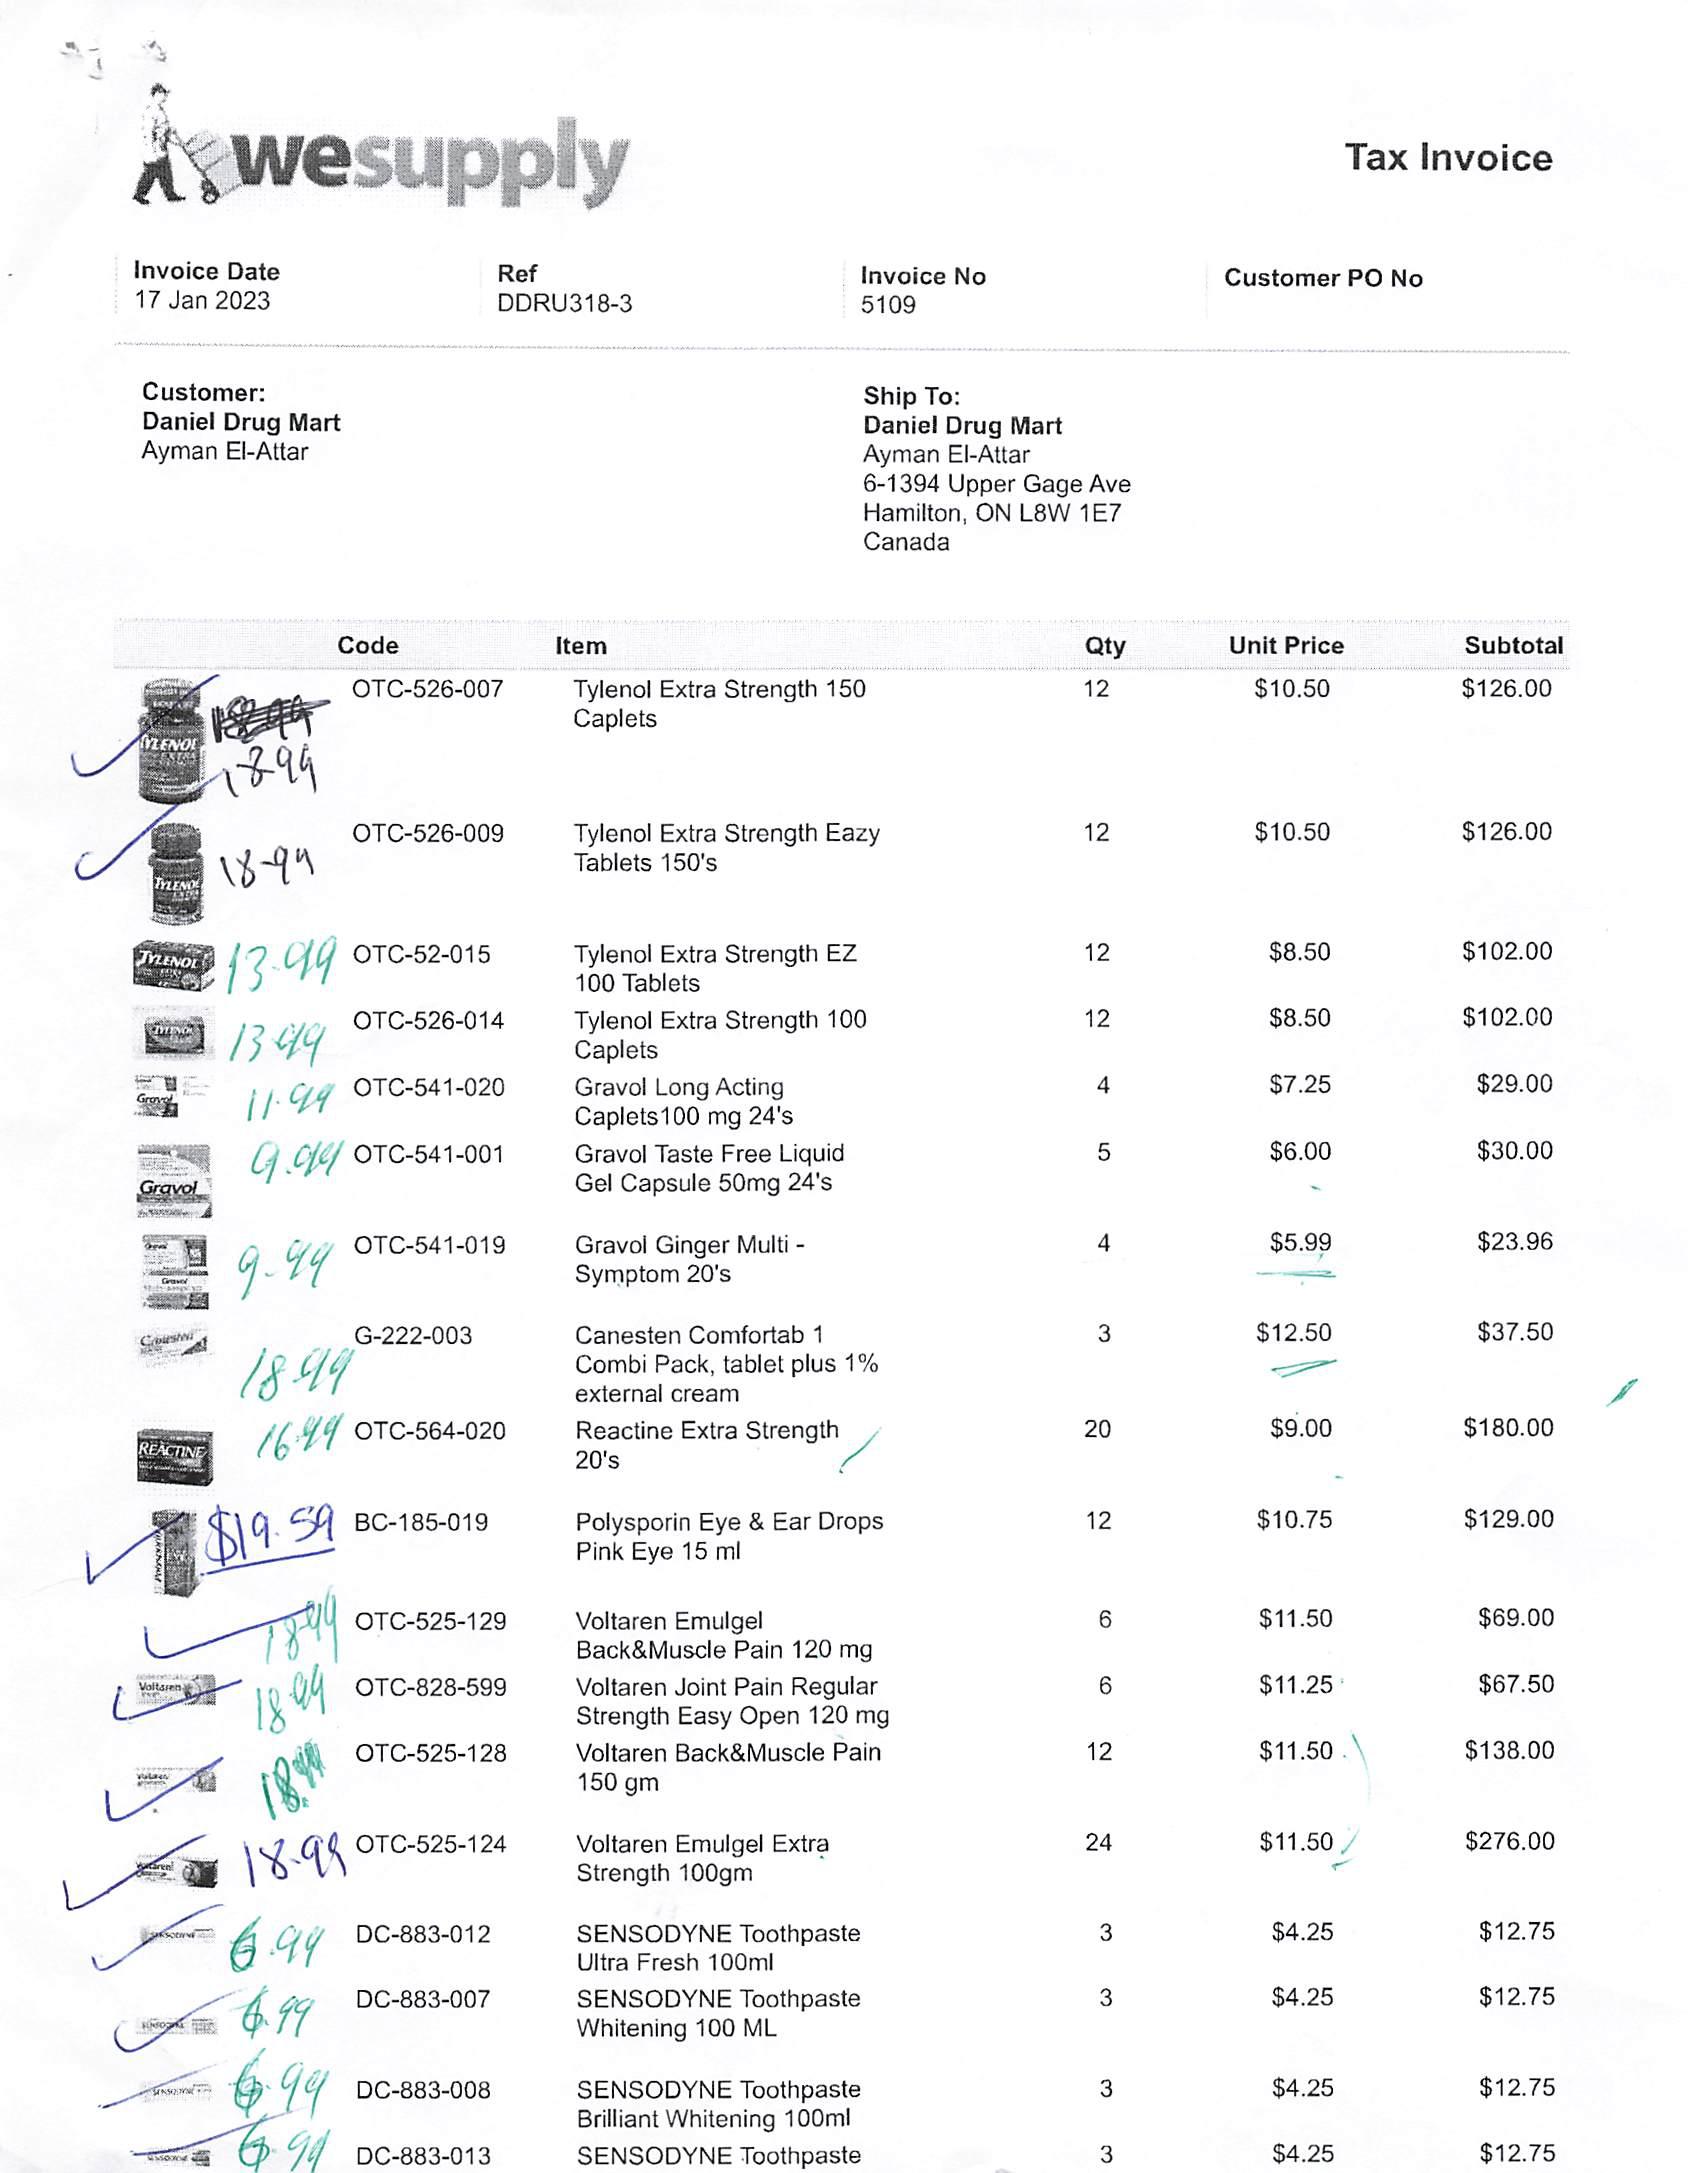 wesupply
Tax Invoice
Invoice Date Ref Invoice No Customer PO No
17 Jan 2023 DDRU318-3 5109
Customer: Ship To:
Daniel Drug Mart Daniel Drug Mart
Ayman El-Attar Ayman El-Attar
6-1394 Upper Gage Ave
Hamilton, ON L8W 1E7
Canada
Code Item Qty Unit Price Subtotal
OTC-526-007 Tylenol Extra Strength 150 12 $10.50 $126.00
Caplets
TYLENOL
18-99
OTC-526-009 Tylenol Extra Strength Eazy 12 $10.50 $126.00
18-99 Tablets 150's
TYLENOL
TYLENOL 13-99 OTC-52-015 Tylenol Extra Strength EZ 12 $8.50 $102.00
100 Tablets
TYLENOL 13-99 OTC-526-014 Tylenol Extra Strength 100 12 $8.50 $102.00
Caplets
Gravol 11-99 OTC-541-020 Gravol Long Acting 4 $7.25 $29.00
Caplets100 mg 24's
9.99 OTC-541-001 Gravol Taste Free Liquid 5 $6.00 $30.00
Gravol Gel Capsule 50mg 24's
9-99 OTC-541-019 Gravol Ginger Multi - 4 $5.99 $23.96
Gravol Symptom 20's
Canesten G-222-003 Canesten Comfortab 1 3 $12.50 $37.50
18-99 Combi Pack, tablet plus 1%
external cream
16-99 OTC-564-020 Reactine Extra Strength 20 $9.00 $180.00
REACTINE 20's
$19.59 BC-185-019 Polysporin Eye & Ear Drops 12 $10.75 $129.00
Pink Eye 15 ml
18-99 OTC-525-129 Voltaren Emulgel 6 $11.50 $69.00
Back&Muscle Pain 120 mg
Voltaren 18-99 OTC-828-599 Voltaren Joint Pain Regular 6 $11.25 $67.50
Strength Easy Open 120 mg
18.99 OTC-525-128 Voltaren Back&Muscle Pain 12 $11.50 $138.00
Voltaren 150 gm
18-99 OTC-525-124 Voltaren Emulgel Extra 24 $11.50 $276.00
Voltaren Strength 100gm
SENSODYNE 6.99 DC-883-012 SENSODYNE Toothpaste 3 $4.25 $12.75
Ultra Fresh 100ml
SENSODYNE 6.99 DC-883-007 SENSODYNE Toothpaste 3 $4.25 $12.75
Whitening 100 ML
SENSODYNE 6.99 DC-883-008 SENSODYNE Toothpaste 3 $4.25 $12.75
Brilliant Whitening 100ml
SENSODYNE 6.99 DC-883-013 SENSODYNE Toothpaste 3 $4.25 $12.75